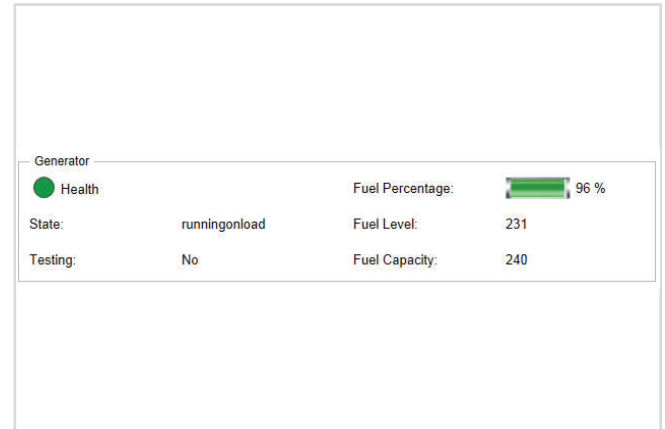 Generator
Health Fuel Percentage: 96 %
State: runningonload Fuel Level: 231
Testing: No Fuel Capacity: 240